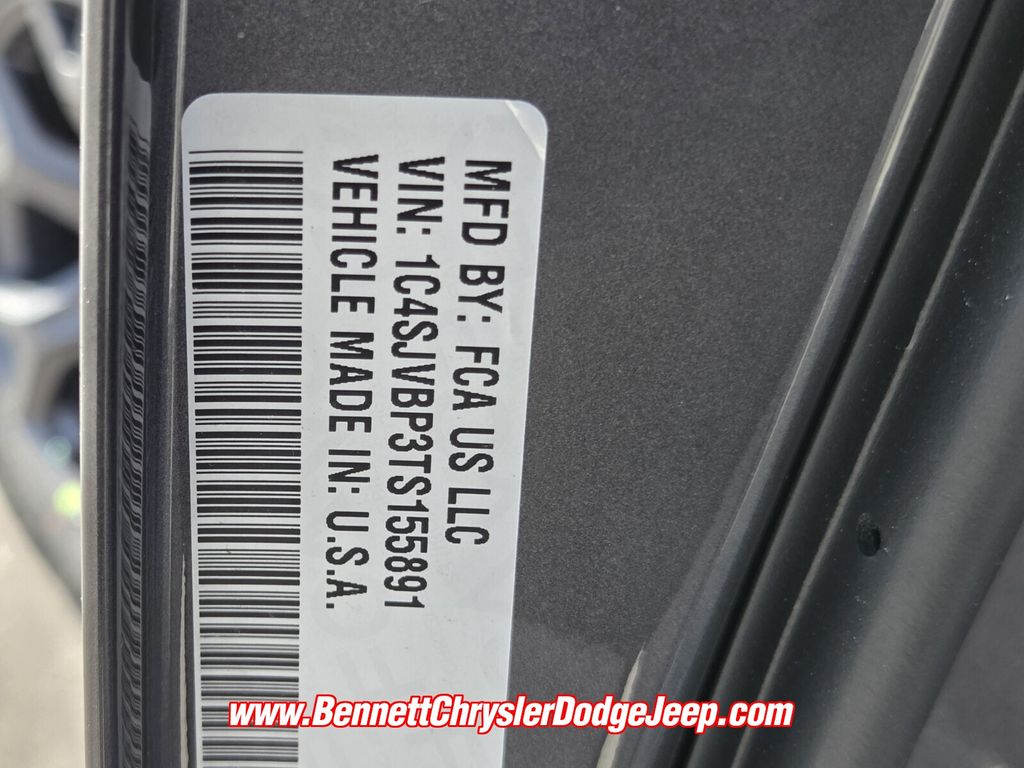 MFD BY: FCA US LLC
VIN: 1C4SJVBP3TS155891
VEHICLE MADE IN: U.S.A.
www.BennettChryslerDodgeJeep.com